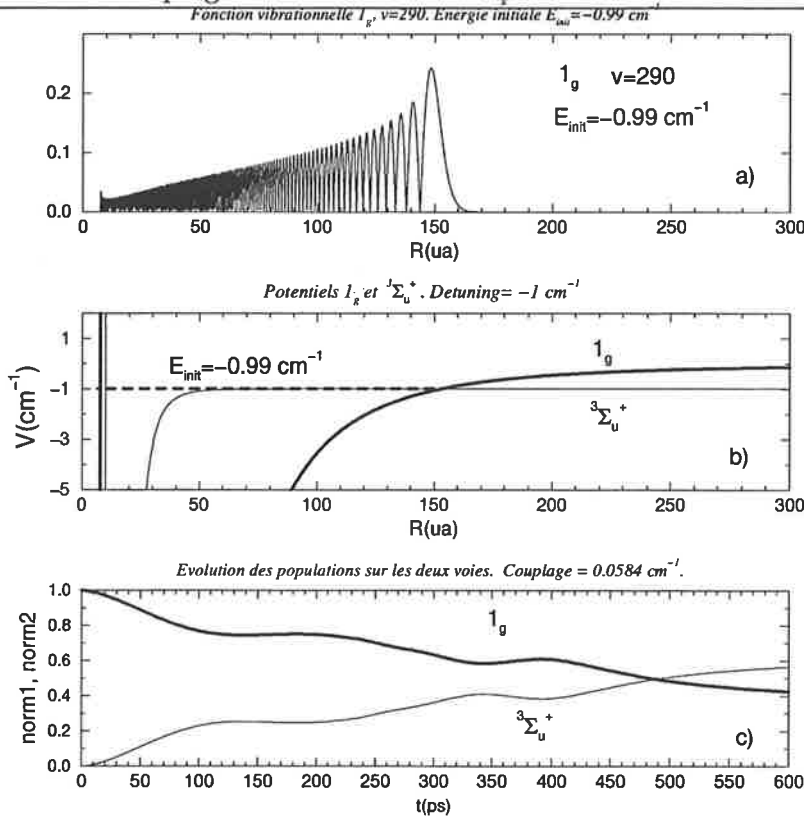 Fonction vibrationnelle 1g, v=290. Energie initiale Einit=−0.99 cm-1
1g v=290
Einit=−0.99 cm−1
a)
0.2
0.1
0.0
0 50 100 150 200 250 300
R(ua)
Potentiels 1g et 3Σu+. Detuning= −1 cm−1
V(cm−1)
1
−1
−3
−5
Einit=−0.99 cm−1
1g
3Σu+
b)
0 50 100 150 200 250 300
R(ua)
Evolution des populations sur les deux voies. Couplage = 0.0584 cm−1.
norm1, norm2
1.0
0.8
0.6
0.4
0.2
0.0
1g
3Σu+
c)
0 50 100 150 200 250 300 350 400 450 500 550 600
t(ps)